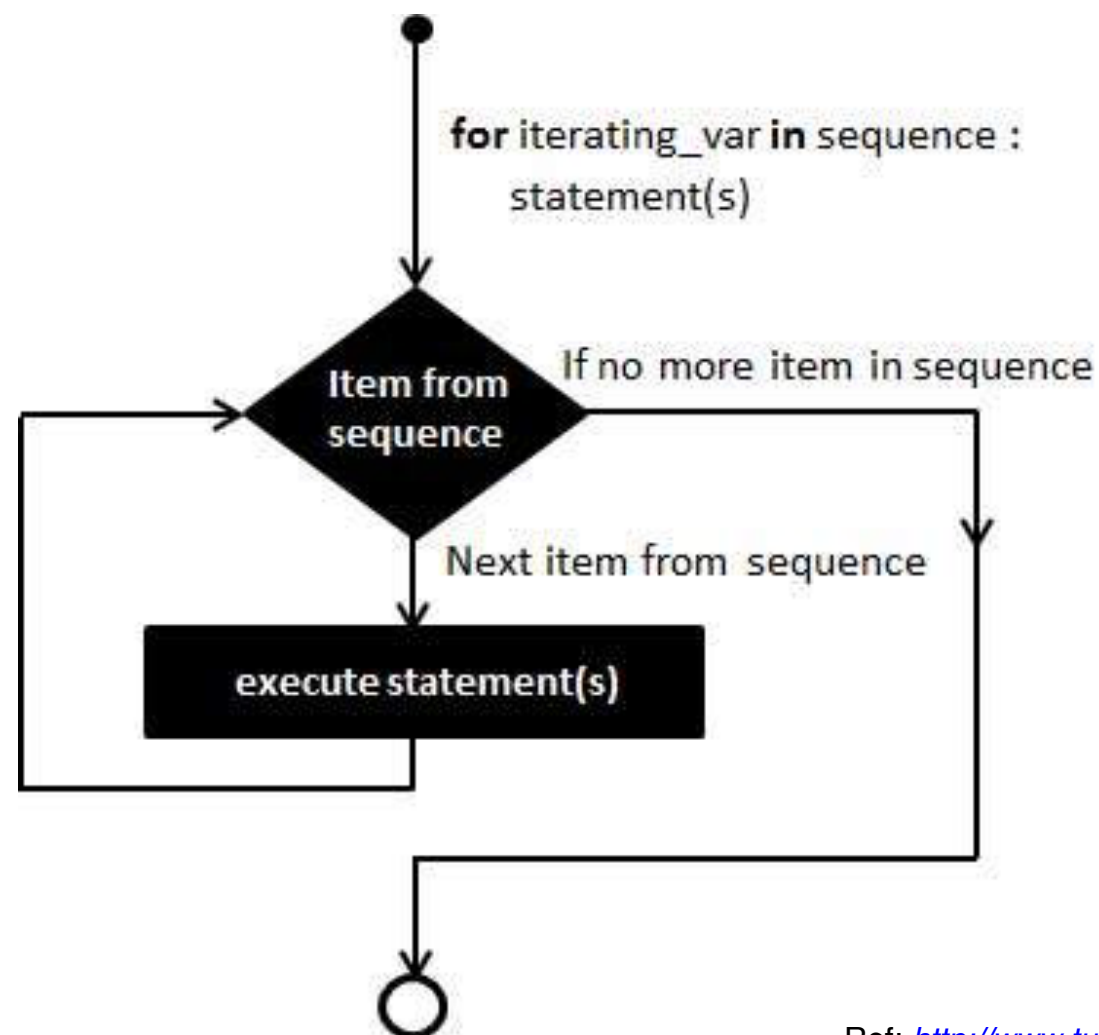 for iterating_var in sequence :
statement(s)
If no more item in sequence
Item from
sequence
Next item from sequence
execute statement(s)
Ref: